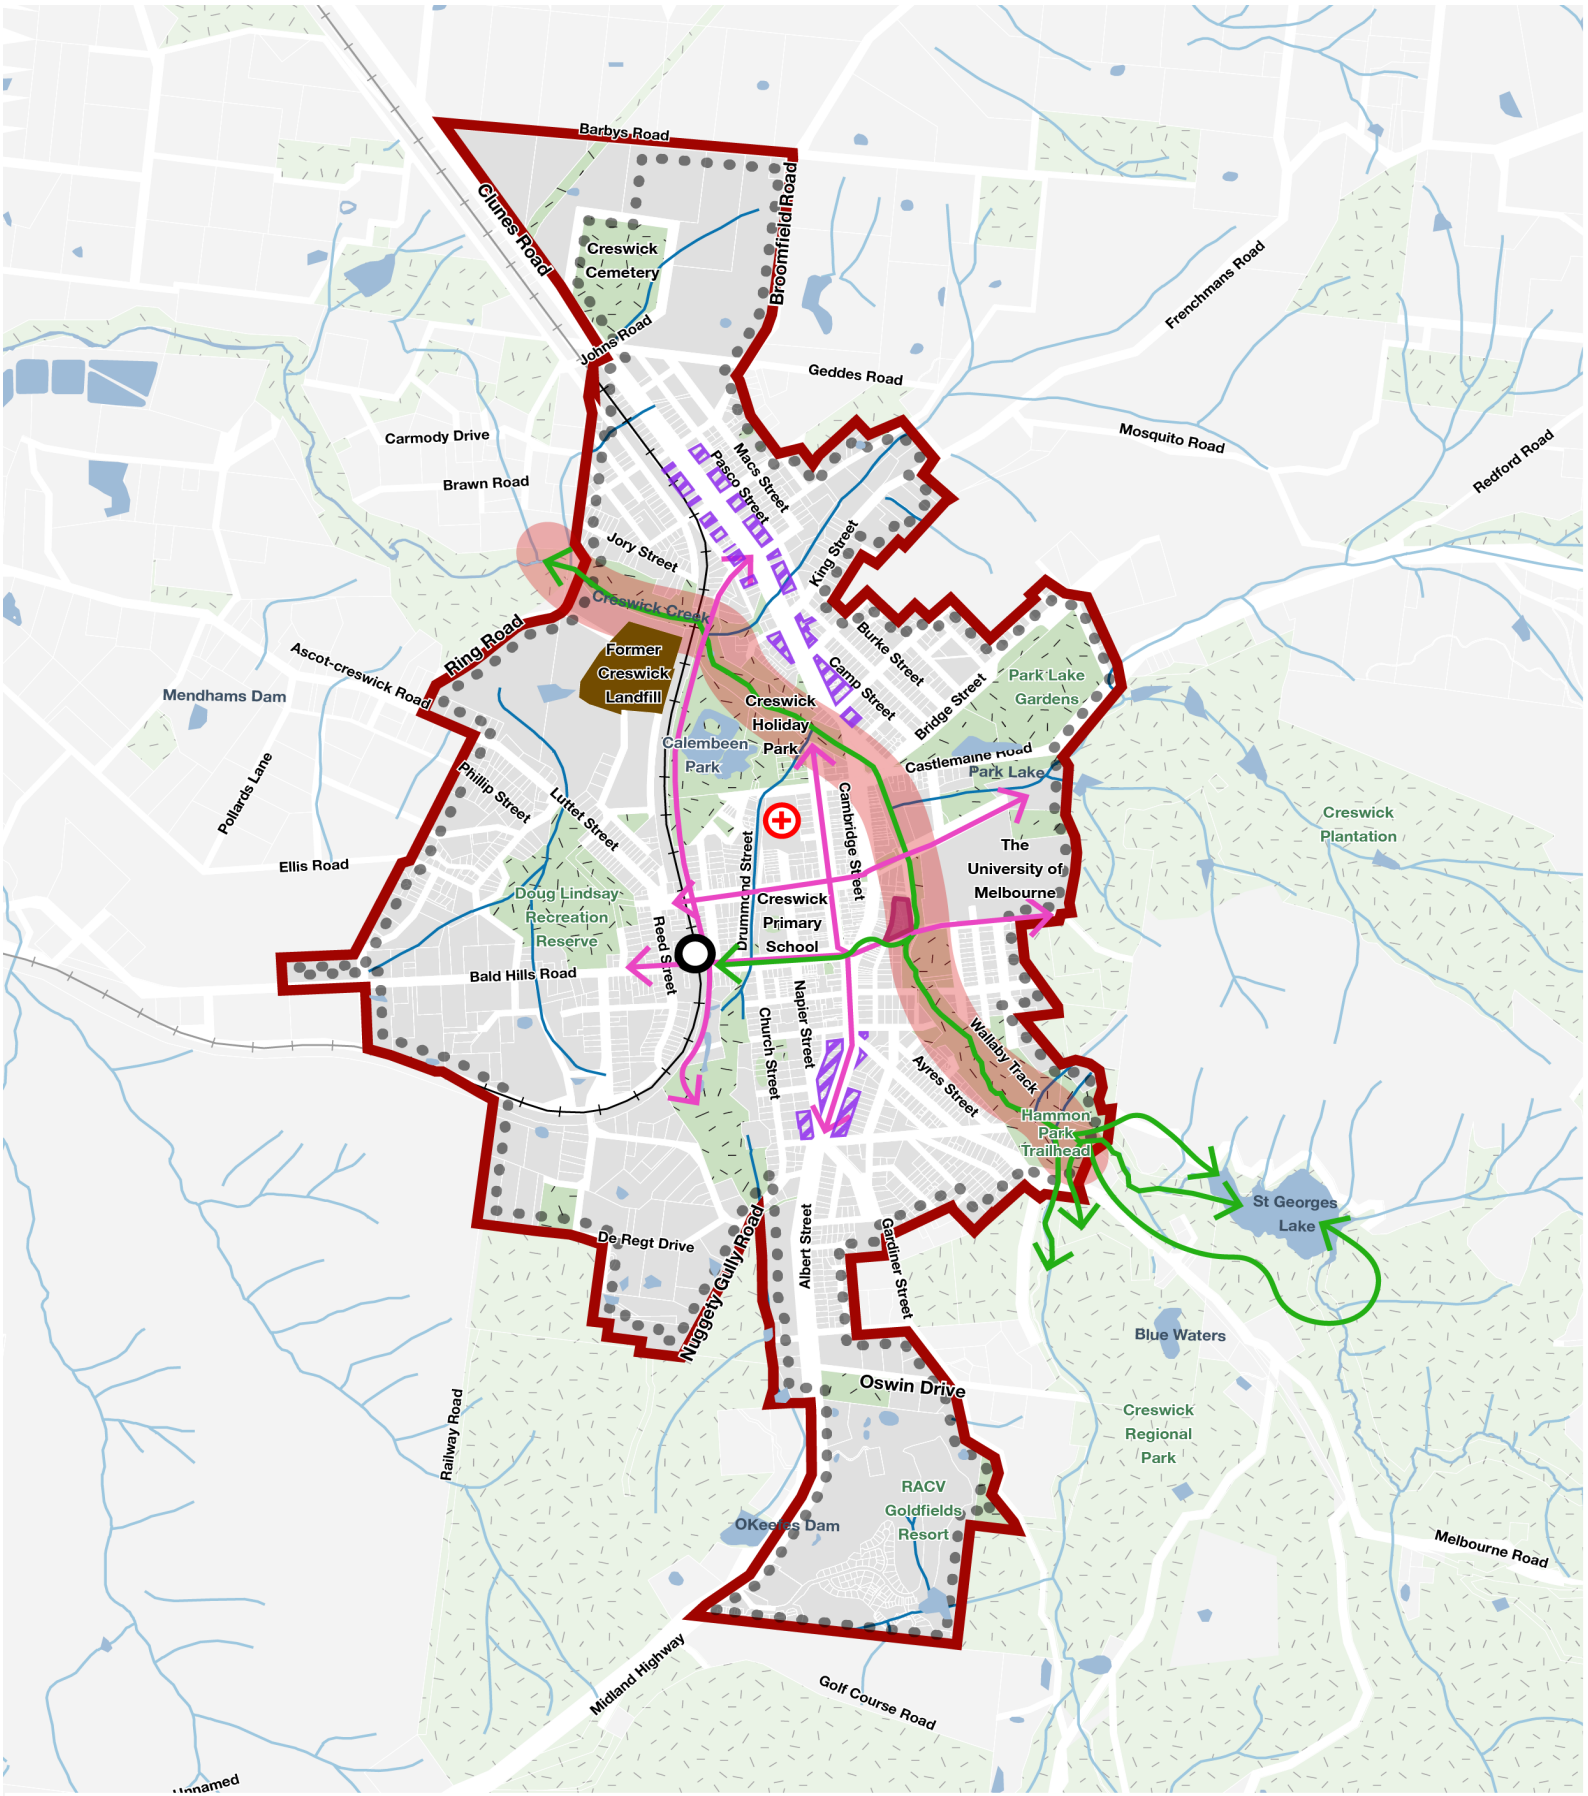 Barbys Road
Clunes Road
Broomfield Road
Creswick
Cemetery
Johns Road
Geddes Road
Frenchmans Road
Carmody Drive
Brawn Road
Macs Street
Pasco Street
Mosquito Road
Redford Road
Jory Street
King Street
Creswick Creek
Ring Road
Ascot-creswick Road
Mendhams Dam
Former
Creswick
Landfill
Burke Street
Camp Street
Bridge Street
Park Lake
Gardens
Creswick
Holiday
Park
Calembeen
Park
Castlemaine Road
Park Lake
Pollards Lane
Phillip Street
Luttet Street
Cambridge Street
Creswick
Plantation
Ellis Road
Drummond Street
The
University of
Melbourne
Doug Lindsay
Recreation
Reserve
Reed Street
Creswick
Primary
School
Bald Hills Road
Napier Street
Church Street
Wallaby Track
Ayres Street
Hammon
Park
Trailhead
St Georges
Lake
De Regt Drive
Nuggety Gully Road
Albert Street
Gardiner Street
Blue Waters
Oswin Drive
Railway Road
Creswick
Regional
Park
RACV
Goldfields
Resort
OKeefes Dam
Melbourne Road
Midland Highway
Golf Course Road
Unnamed